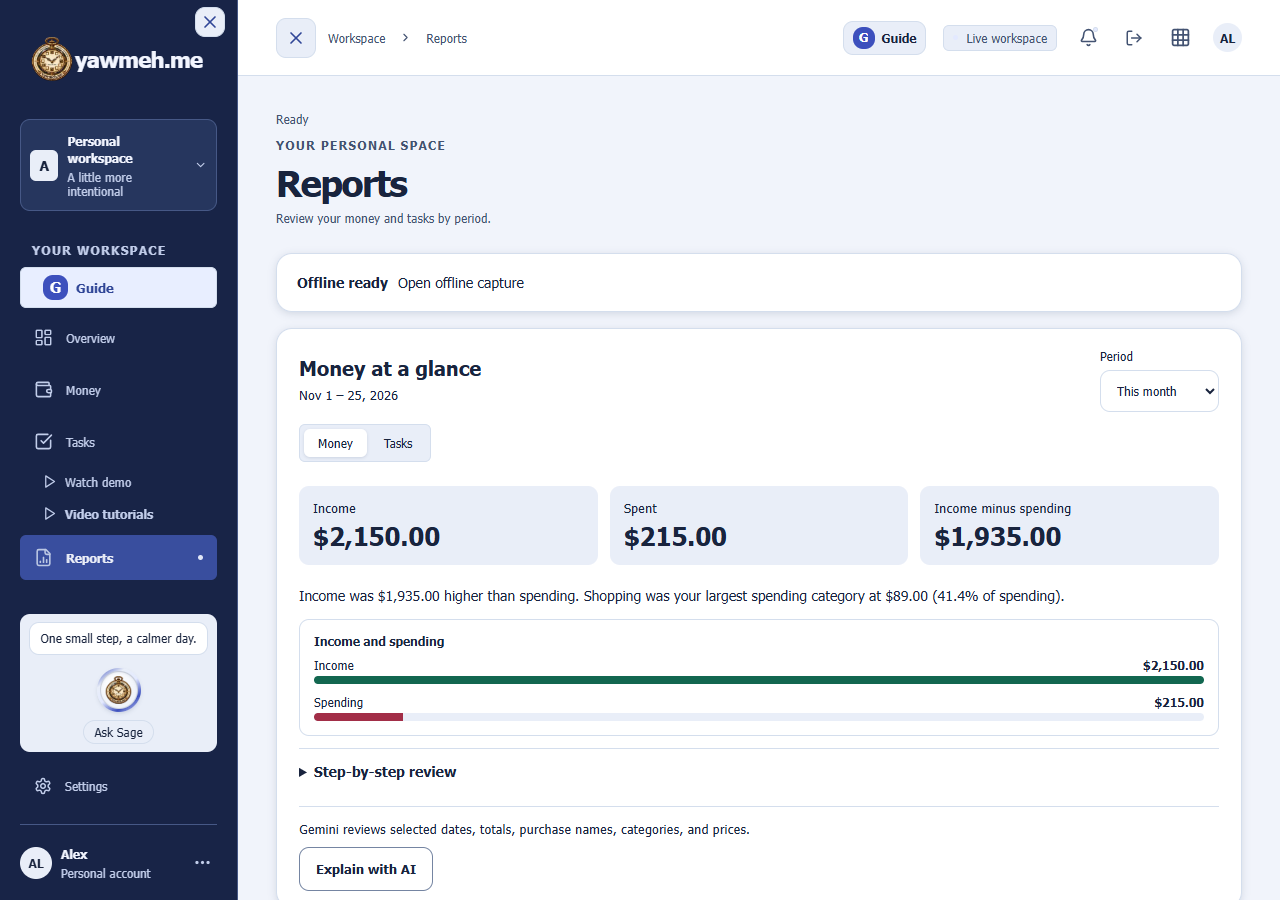 yawmeh.me
A
Personal
workspace
A little more
intentional
YOUR WORKSPACE
G Guide
Overview
Money
Tasks
Watch demo
Video tutorials
Reports
One small step, a calmer day.
Ask Sage
Settings
AL
Alex
Personal account
Workspace > Reports
G Guide
Live workspace
AL
Ready
YOUR PERSONAL SPACE
Reports
Review your money and tasks by period.
Offline ready Open offline capture
Money at a glance
Nov 1 – 25, 2026
Period
This month
Money Tasks
Income
$2,150.00
Spent
$215.00
Income minus spending
$1,935.00
Income was $1,935.00 higher than spending. Shopping was your largest spending category at $89.00 (41.4% of spending).
Income and spending
Income $2,150.00
Spending $215.00
Step-by-step review
Gemini reviews selected dates, totals, purchase names, categories, and prices.
Explain with AI